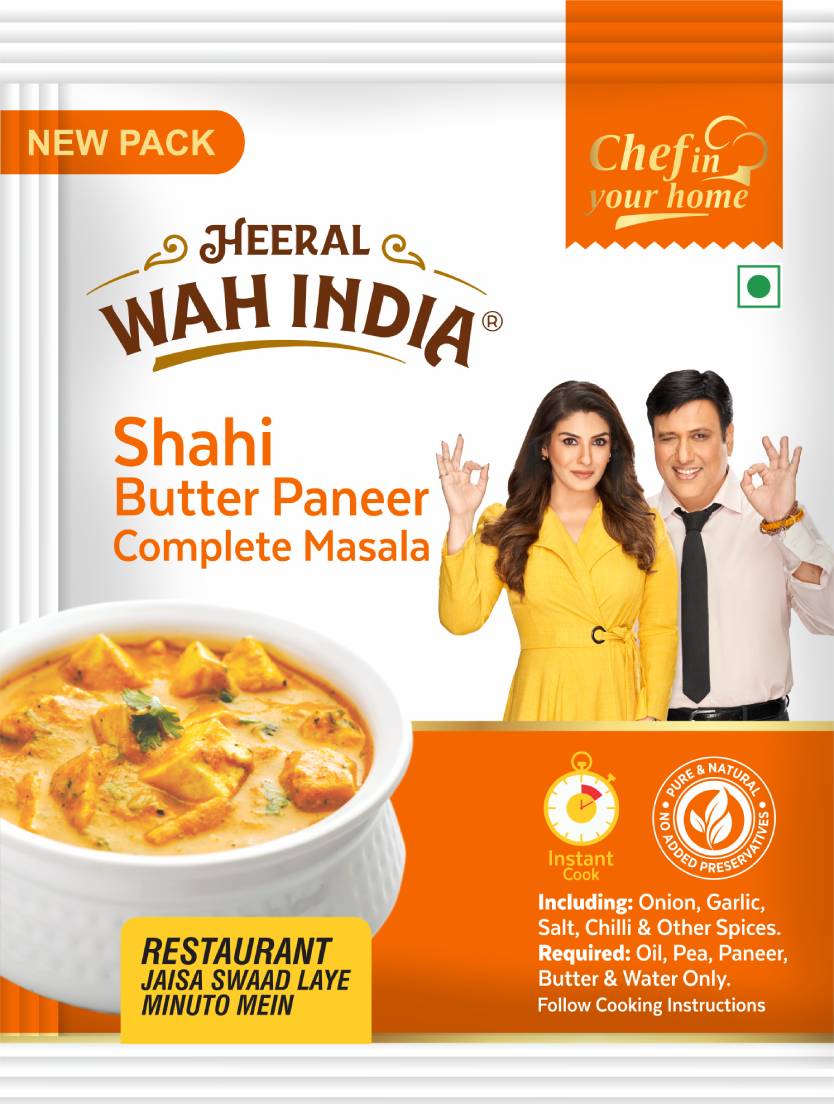 NEW PACK
Chef in
your home
HEERAL
WAH INDIA®
Shahi
Butter Paneer
Complete Masala
Instant
Cook
PURE & NATURAL
NO ADDED PRESERVATIVES
Including: Onion, Garlic,
Salt, Chilli & Other Spices.
Required: Oil, Pea, Paneer,
Butter & Water Only.
Follow Cooking Instructions
RESTAURANT
JAISA SWAAD LAYE
MINUTO MEIN